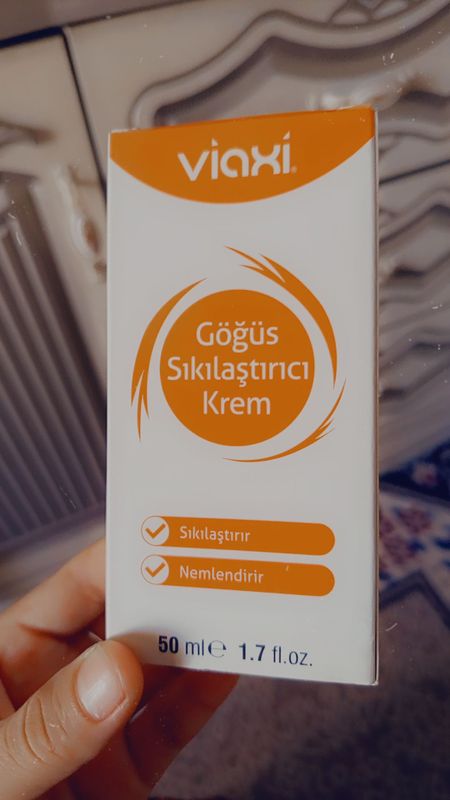 viaxi®
Göğüs
Sıkılaştırıcı
Krem
Sıkılaştırır
Nemlendirir
50 ml ℮ 1.7 fl.oz.